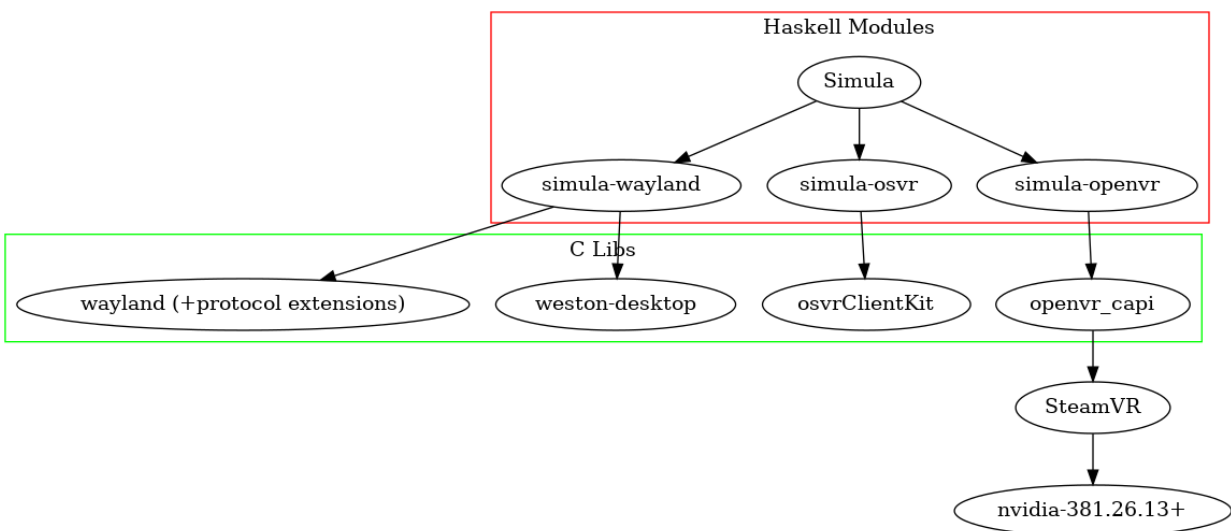 Haskell Modules
Simula
simula-wayland
simula-osvr
simula-openvr
C Libs
wayland (+protocol extensions)
weston-desktop
osvrClientKit
openvr_capi
SteamVR
nvidia-381.26.13+